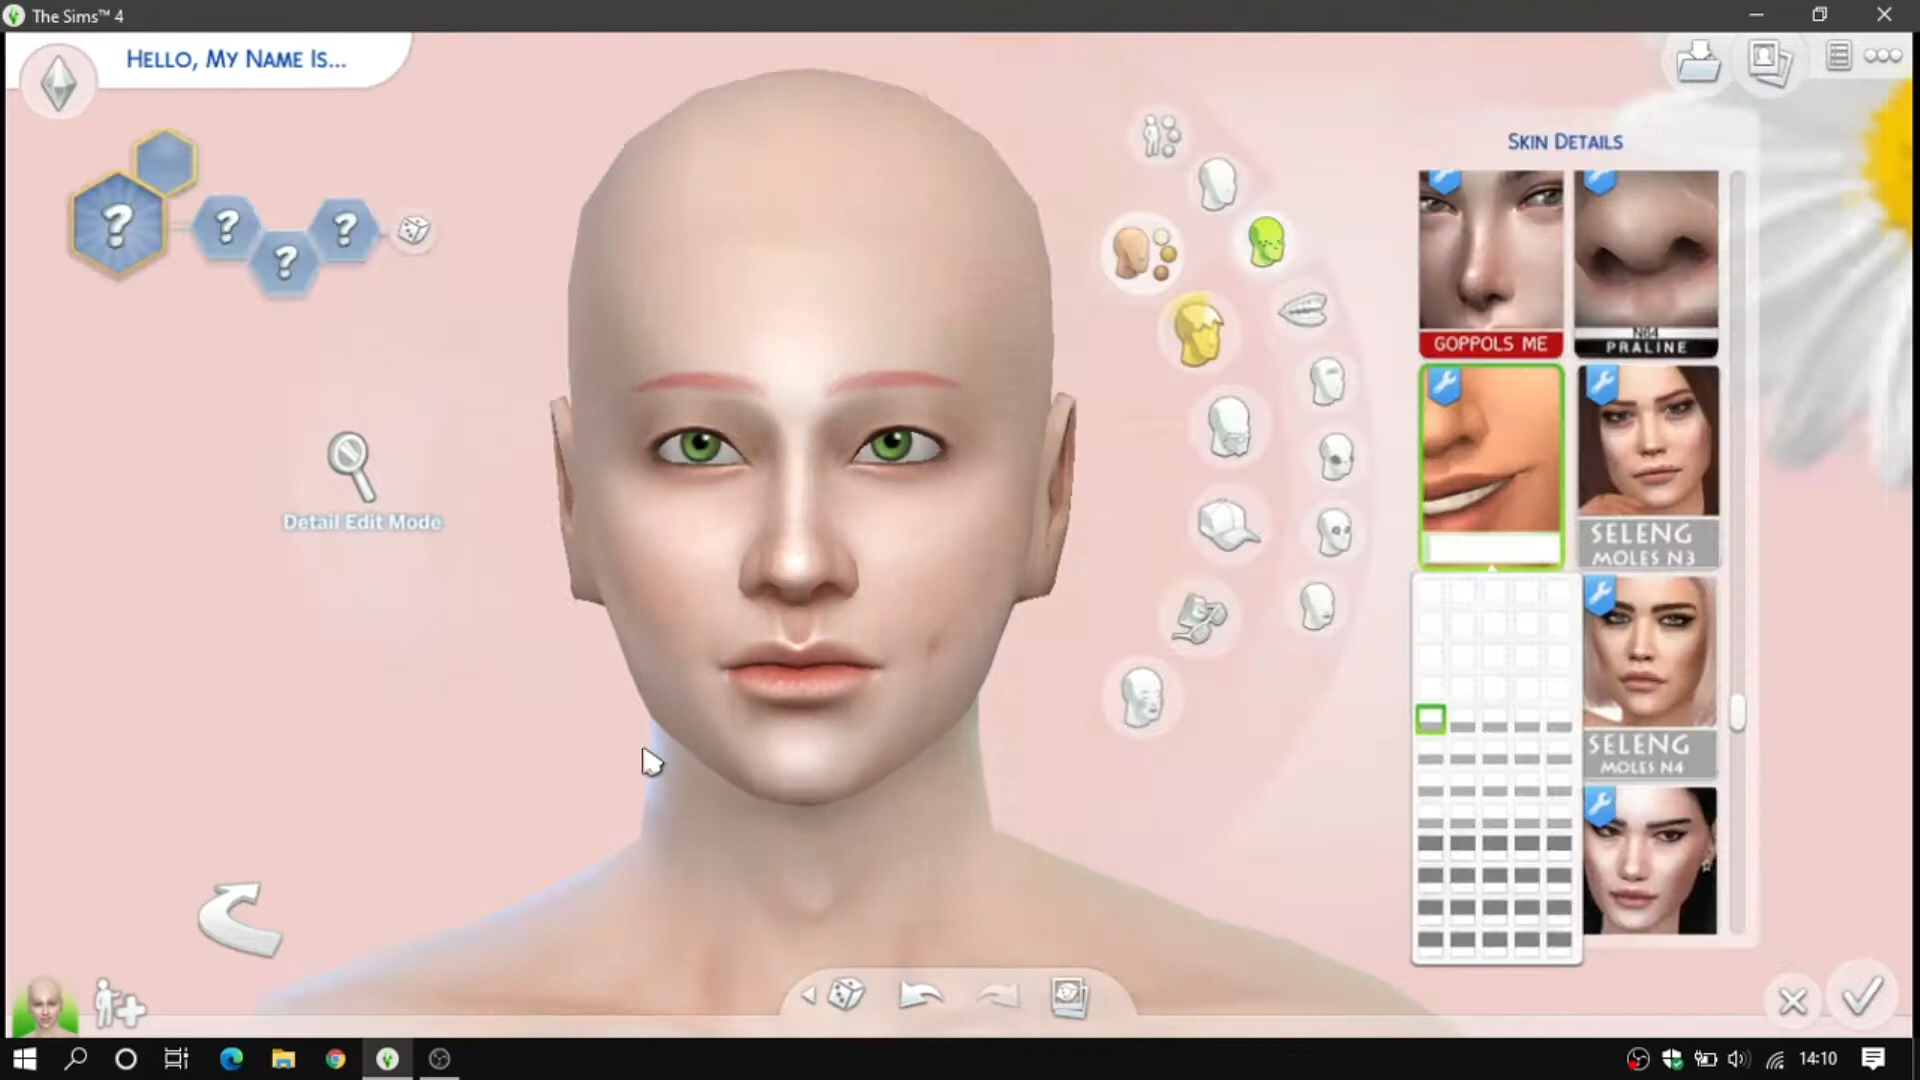 The Sims™ 4
HELLO, MY NAME IS...
SKIN DETAILS
GOPPOLS ME
N64
PRALINE
SELENG
MOLES N3
SELENG
MOLES N4
Detail Edit Mode
14:10